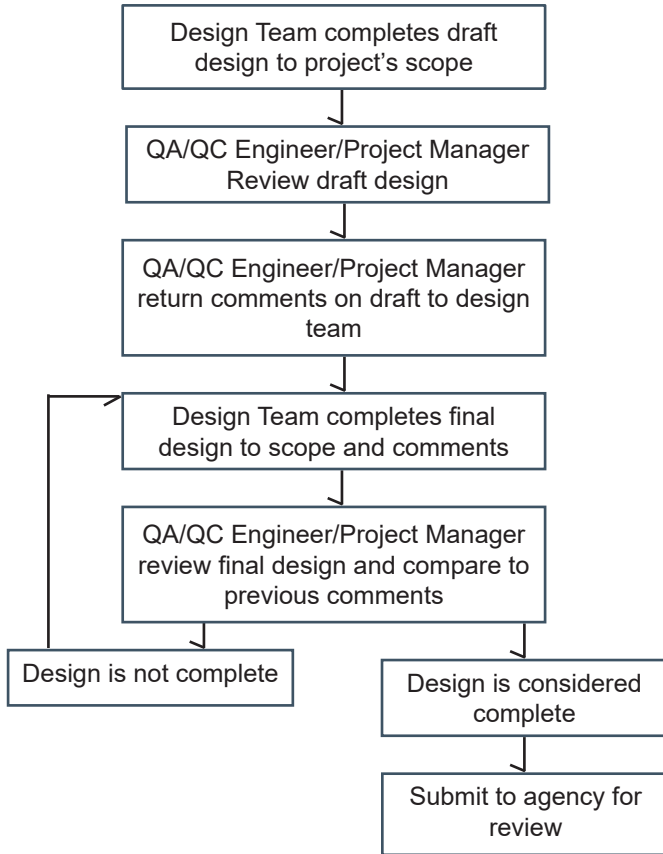 Design Team completes draft
design to project’s scope
QA/QC Engineer/Project Manager
Review draft design
QA/QC Engineer/Project Manager
return comments on draft to design
team
Design Team completes final
design to scope and comments
QA/QC Engineer/Project Manager
review final design and compare to
previous comments
Design is not complete
Design is considered
complete
Submit to agency for
review